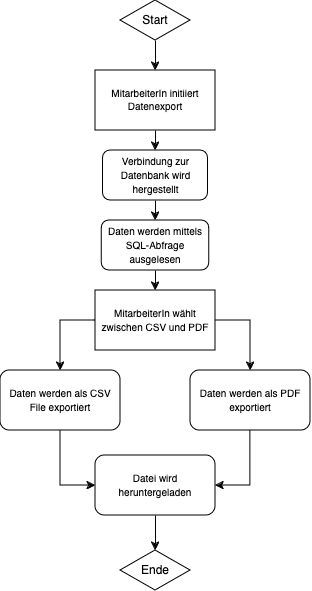 Start
MitarbeiterIn initiiert
Datenexport
Verbindung zur
Datenbank wird
hergestellt
Daten werden mittels
SQL-Abfrage
ausgelesen
MitarbeiterIn wählt
zwischen CSV und PDF
Daten werden als CSV
File exportiert
Daten werden als PDF
exportiert
Datei wird
heruntergeladen
Ende